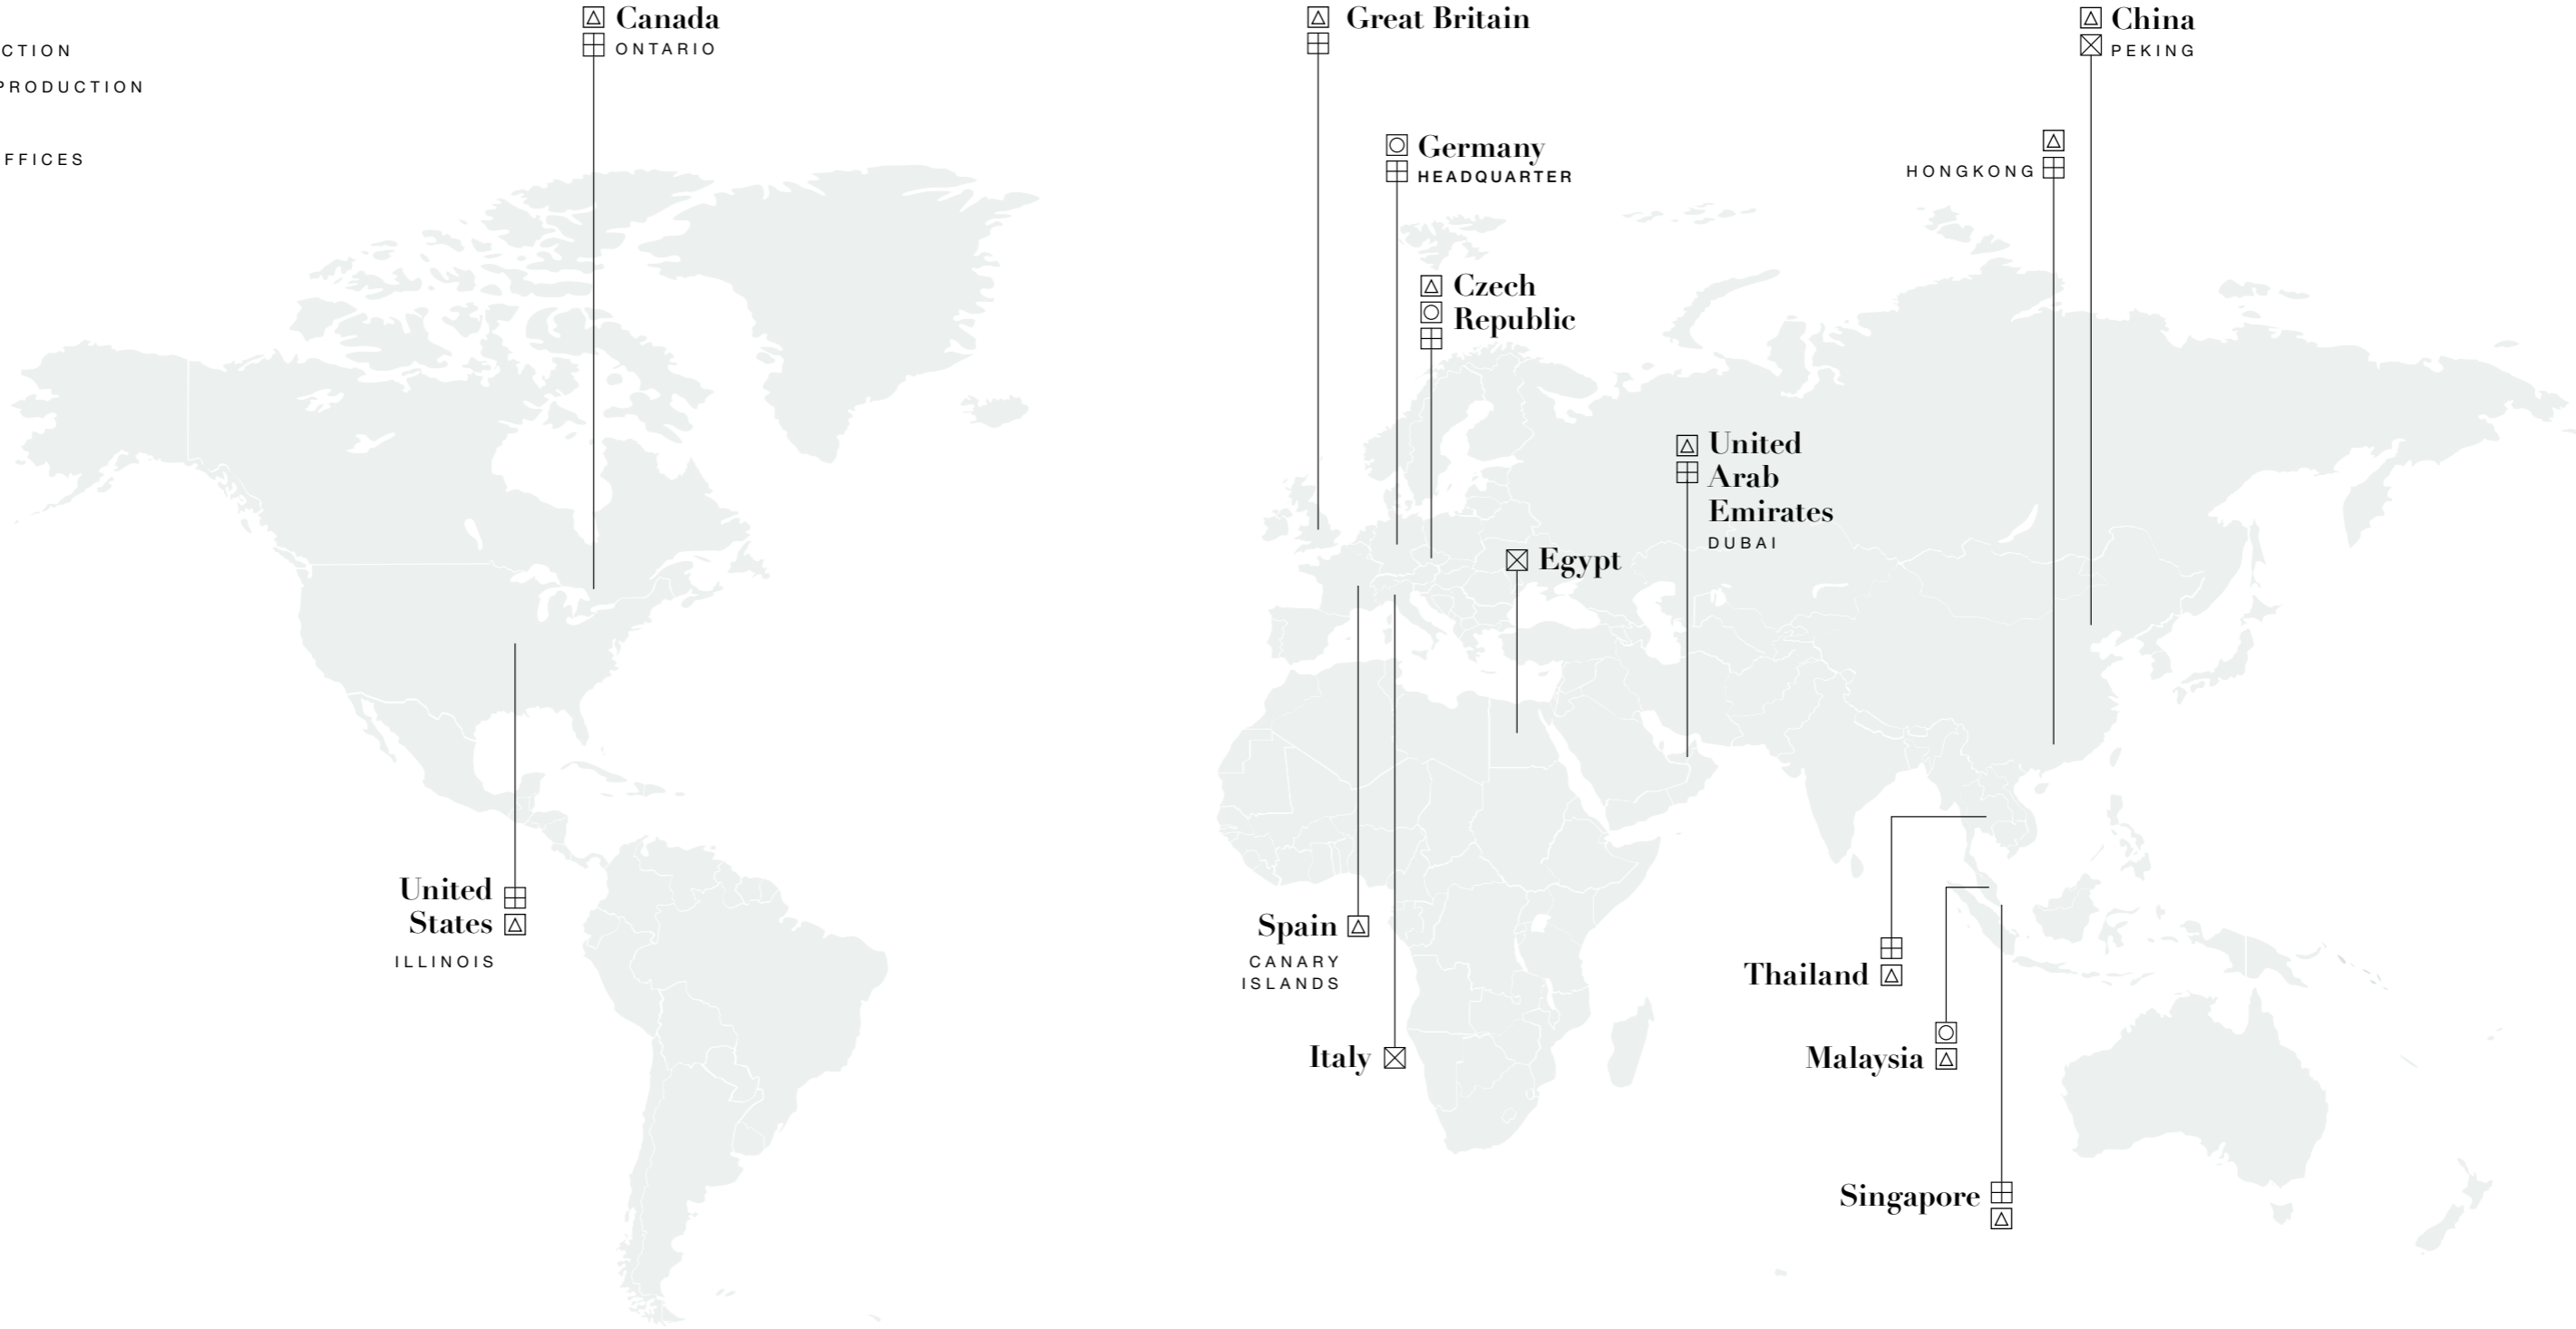 CTION
PRODUCTION
FFICES
Canada
ONTARIO
Great Britain
China
PEKING
Germany
HEADQUARTER
HONGKONG
Czech
Republic
United
Arab
Emirates
DUBAI
Egypt
United
States
ILLINOIS
Spain
CANARY
ISLANDS
Italy
Thailand
Malaysia
Singapore